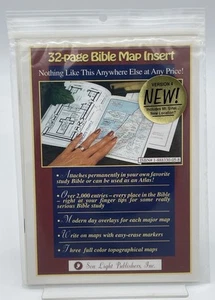 32-page Bible Map Insert
Nothing Like This Anywhere Else at Any Price!
VERSION
NEW!
• Attaches permanently in your own favorite
study Bible or can be used as an Atlas!
• Over 2,000 entries – every place in the Bible
– right at your finger tips for some really
serious Bible study
• Modern day overlays for each major map
• Write on maps with easy-erase markers
• Three full color topographical maps
Son Light Publishers, Inc.